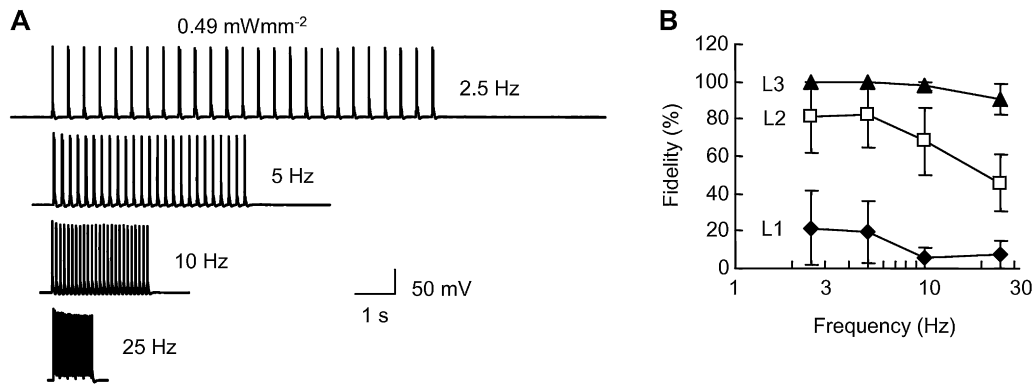 A
0.49 mWmm-2
2.5 Hz
5 Hz
10 Hz
50 mV
1 s
25 Hz
B
120
100
80
60
40
20
0
Fidelity (%)
L3
L2
L1
1
3
10
30
Frequency (Hz)